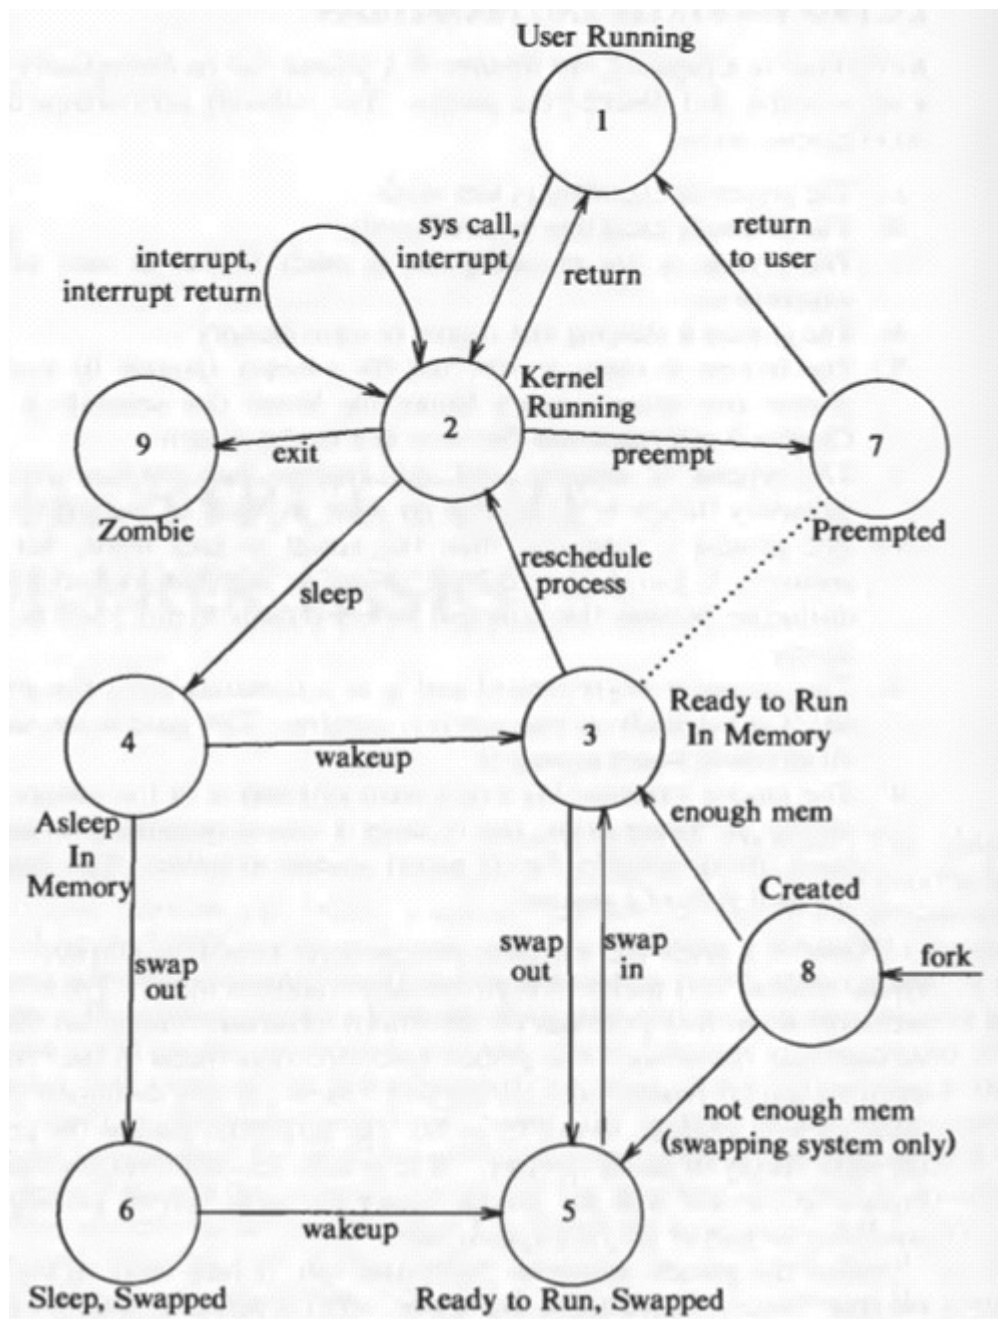 User Running
1
sys call,
interrupt
return
return
to user
interrupt,
interrupt return
Kernel
Running
2
9
exit
Zombie
preempt
7
Preempted
sleep
reschedule
process
4
wakeup
3
Ready to Run
In Memory
Asleep
In
Memory
enough mem
Created
8
fork
swap
out
swap
out
swap
in
not enough mem
(swapping system only)
6
wakeup
5
Sleep, Swapped
Ready to Run, Swapped